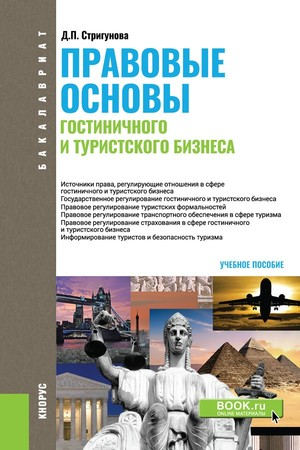 Д.П. Стригунова
ПРАВОВЫЕ
ОСНОВЫ
ГОСТИНИЧНОГО
И ТУРИСТСКОГО БИЗНЕСА
БАКАЛАВРИАТ
Источники права, регулирующие отношения в сфере
гостиничного и туристского бизнеса
Государственное регулирование гостиничного и туристского бизнеса
Правовое регулирование туристских формальностей
Правовое регулирование транспортного обеспечения в сфере туризма
Правовое регулирование страхования в сфере гостиничного
и туристского бизнеса
Информирование туристов и безопасность туризма
УЧЕБНОЕ ПОСОБИЕ
КНОРУС
BOOK.ru
ONLINE МАТЕРИАЛЫ